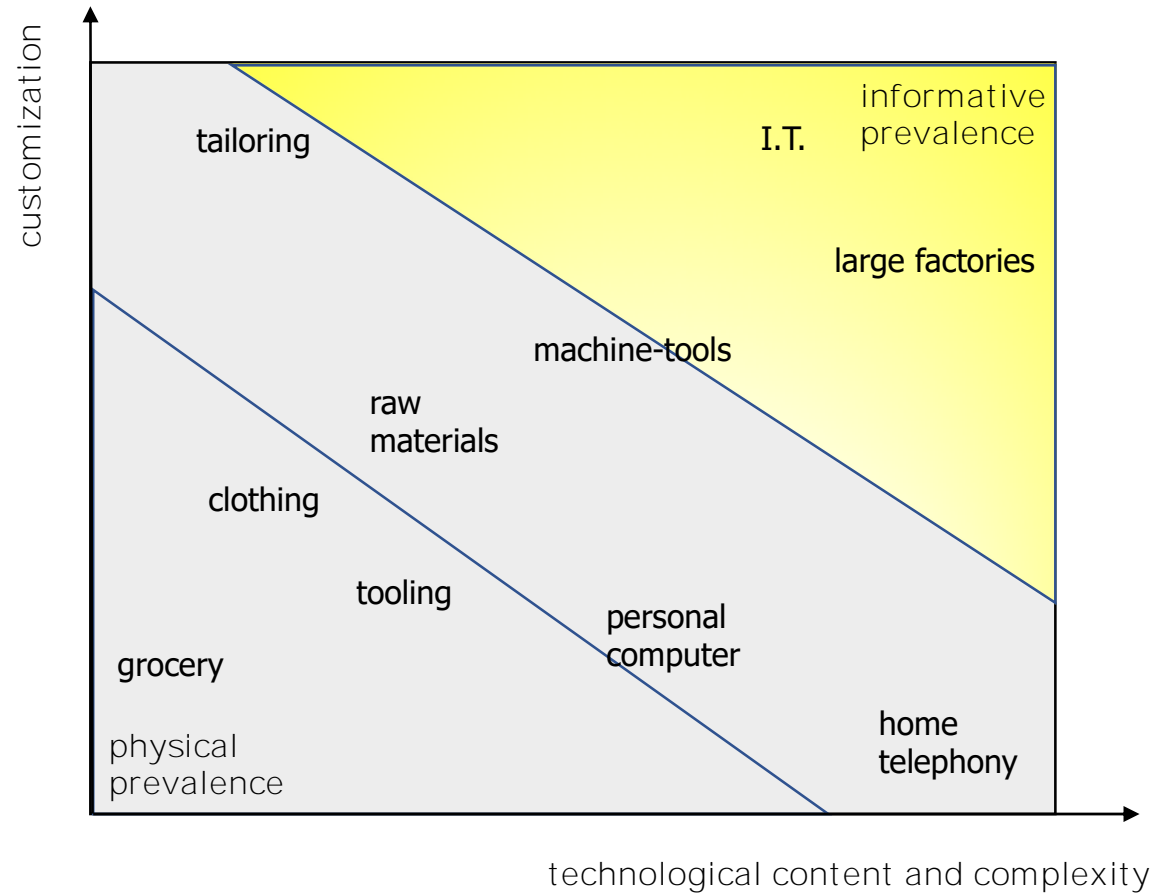 customization
informative
prevalence
I.T.
tailoring
large factories
machine-tools
raw
materials
clothing
tooling
personal
computer
grocery
home
telephony
physical
prevalence
technological content and complexity